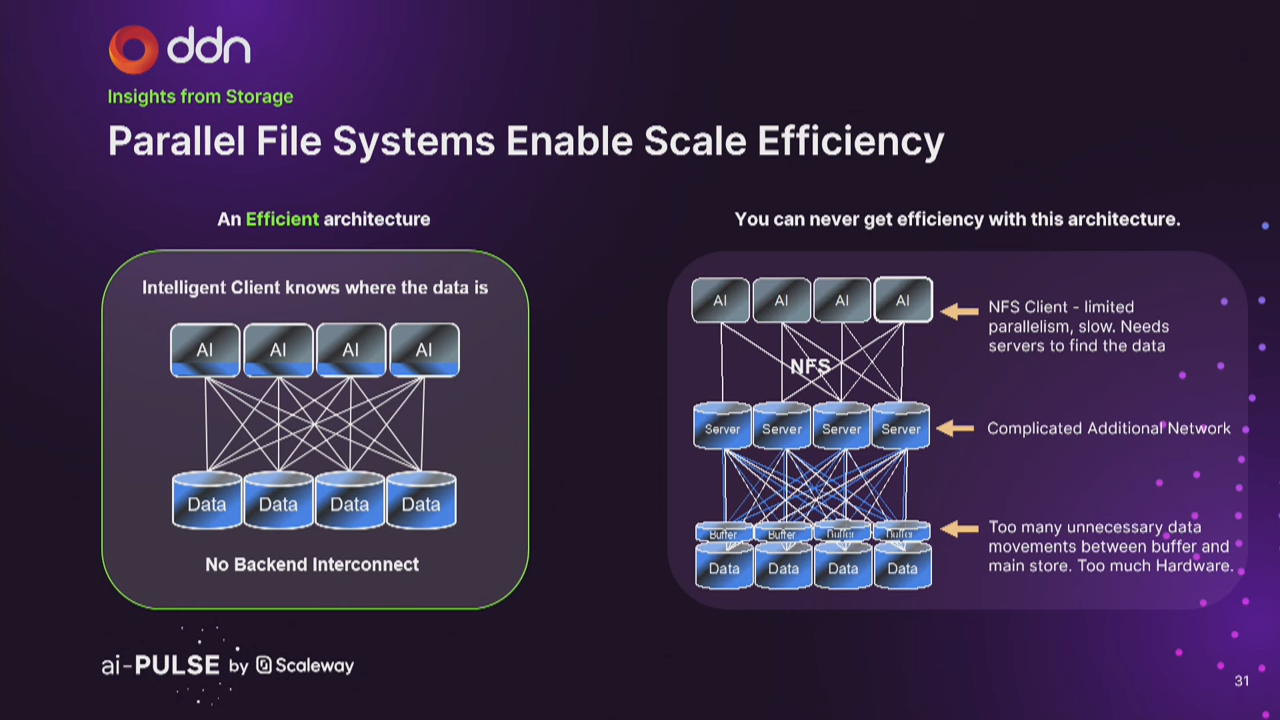 ddn
Insights from Storage
Parallel File Systems Enable Scale Efficiency
An Efficient architecture
Intelligent Client knows where the data is
AI AI AI AI
Data Data Data Data
No Backend Interconnect
You can never get efficiency with this architecture.
AI AI AI AI
NFS Client - limited
parallelism, slow. Needs
servers to find the data
NFS
Server Server Server Server
Complicated Additional Network
Buffer Buffer Buffer Buffer
Data Data Data Data
Too many unnecessary data
movements between buffer and
main store. Too much Hardware.
ai-PULSE by Scaleway
31